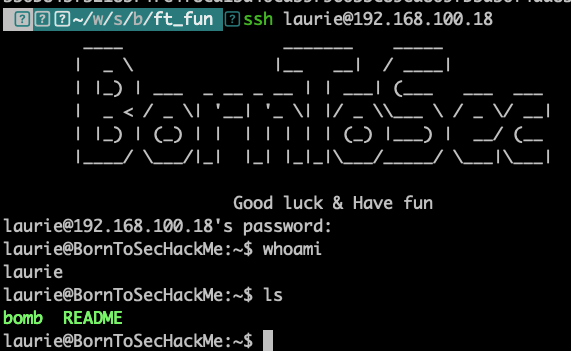 ~/w/s/b/ft_fun ssh laurie@192.168.100.18
BornToSec
Good luck & Have fun
laurie@192.168.100.18's password:
laurie@BornToSecHackMe:~$ whoami
laurie
laurie@BornToSecHackMe:~$ ls
bomb  README
laurie@BornToSecHackMe:~$